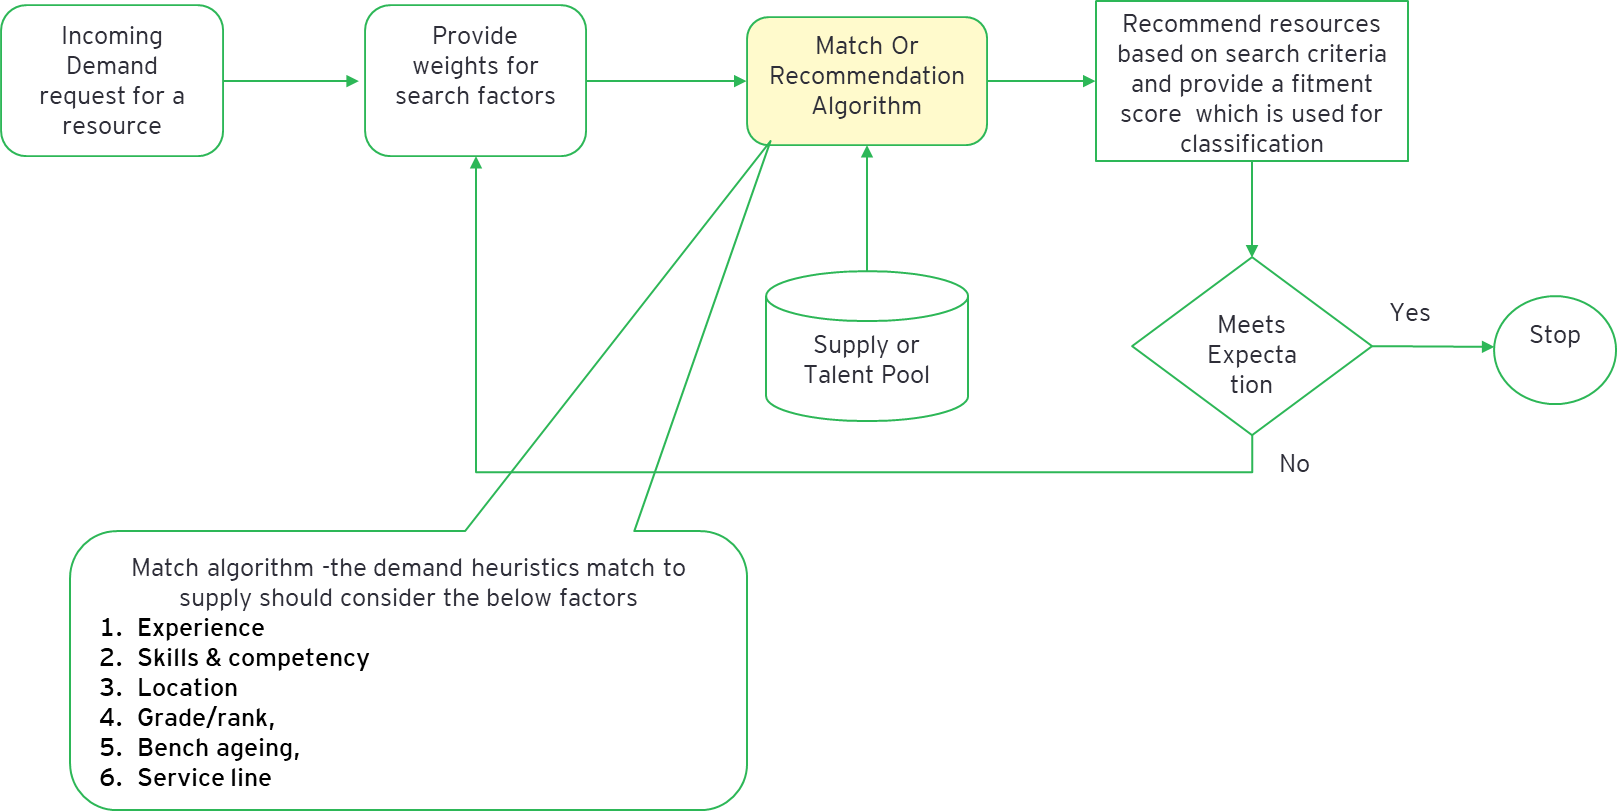 Incoming
Demand
request for a
resource
Provide
weights for
search factors
Match Or
Recommendation
Algorithm
Recommend resources
based on search criteria
and provide a fitment
score  which is used for
classification
Supply or
Talent Pool
Meets
Expecta
tion
Yes
Stop
No
Match algorithm -the demand heuristics match to
supply should consider the below factors
1. Experience
2. Skills & competency
3. Location
4. Grade/rank,
5. Bench ageing,
6. Service line